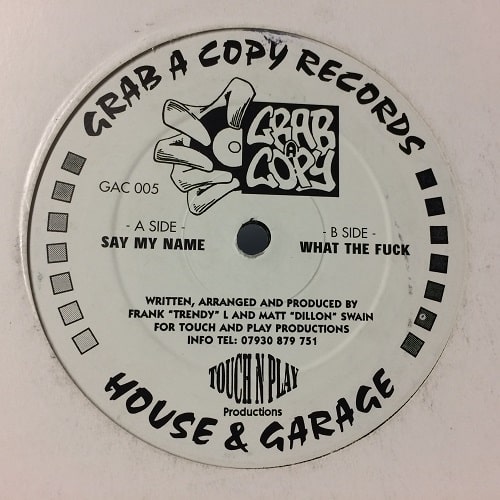 GRAB A COPY RECORDS
GRAB
A
COPY
GAC 005
- A SIDE -
SAY MY NAME
- B SIDE -
WHAT THE FUCK
WRITTEN, ARRANGED AND PRODUCED BY
FRANK "TRENDY" L AND MATT "DILLON" SWAIN
FOR TOUCH AND PLAY PRODUCTIONS
INFO TEL: 07930 879 751
TOUCH N PLAY
Productions
HOUSE & GARAGE